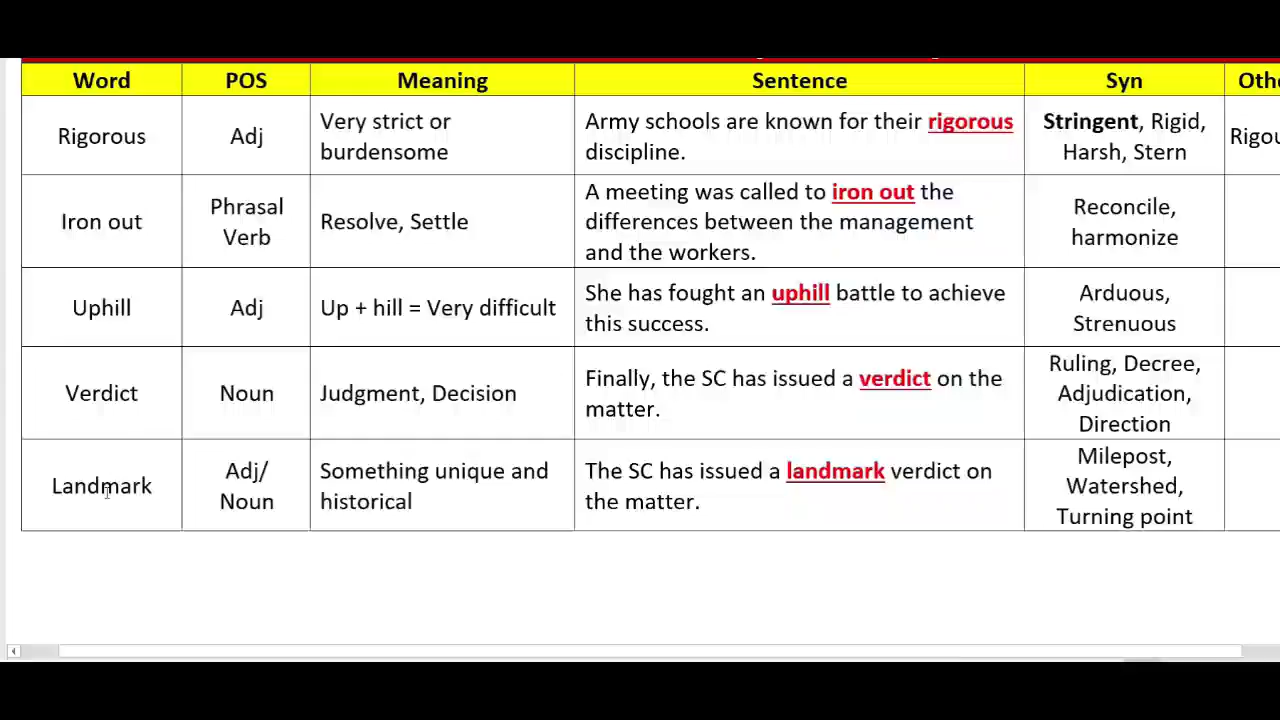 Word POS Meaning Sentence Syn
Rigorous Adj Very strict or burdensome Army schools are known for their rigorous discipline. Stringent, Rigid, Harsh, Stern
Iron out Phrasal Verb Resolve, Settle A meeting was called to iron out the differences between the management and the workers. Reconcile, harmonize
Uphill Adj Up + hill = Very difficult She has fought an uphill battle to achieve this success. Arduous, Strenuous
Verdict Noun Judgment, Decision Finally, the SC has issued a verdict on the matter. Ruling, Decree, Adjudication, Direction
Landmark Adj/ Noun Something unique and historical The SC has issued a landmark verdict on the matter. Milepost, Watershed, Turning point